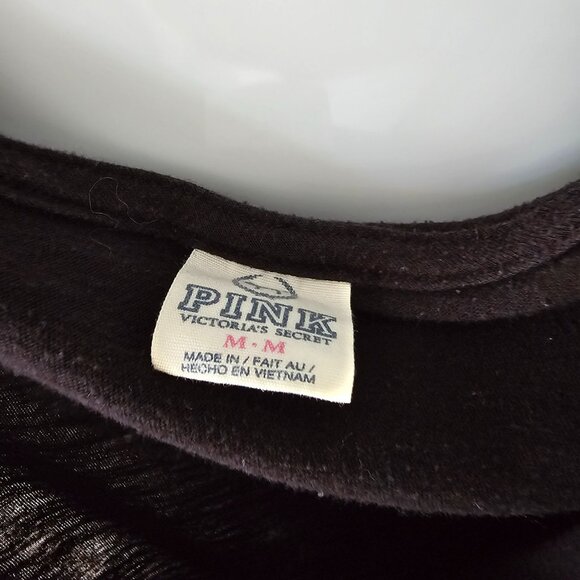 PINK
VICTORIA'S SECRET
M · M
MADE IN / FAIT AU /
HECHO EN VIETNAM